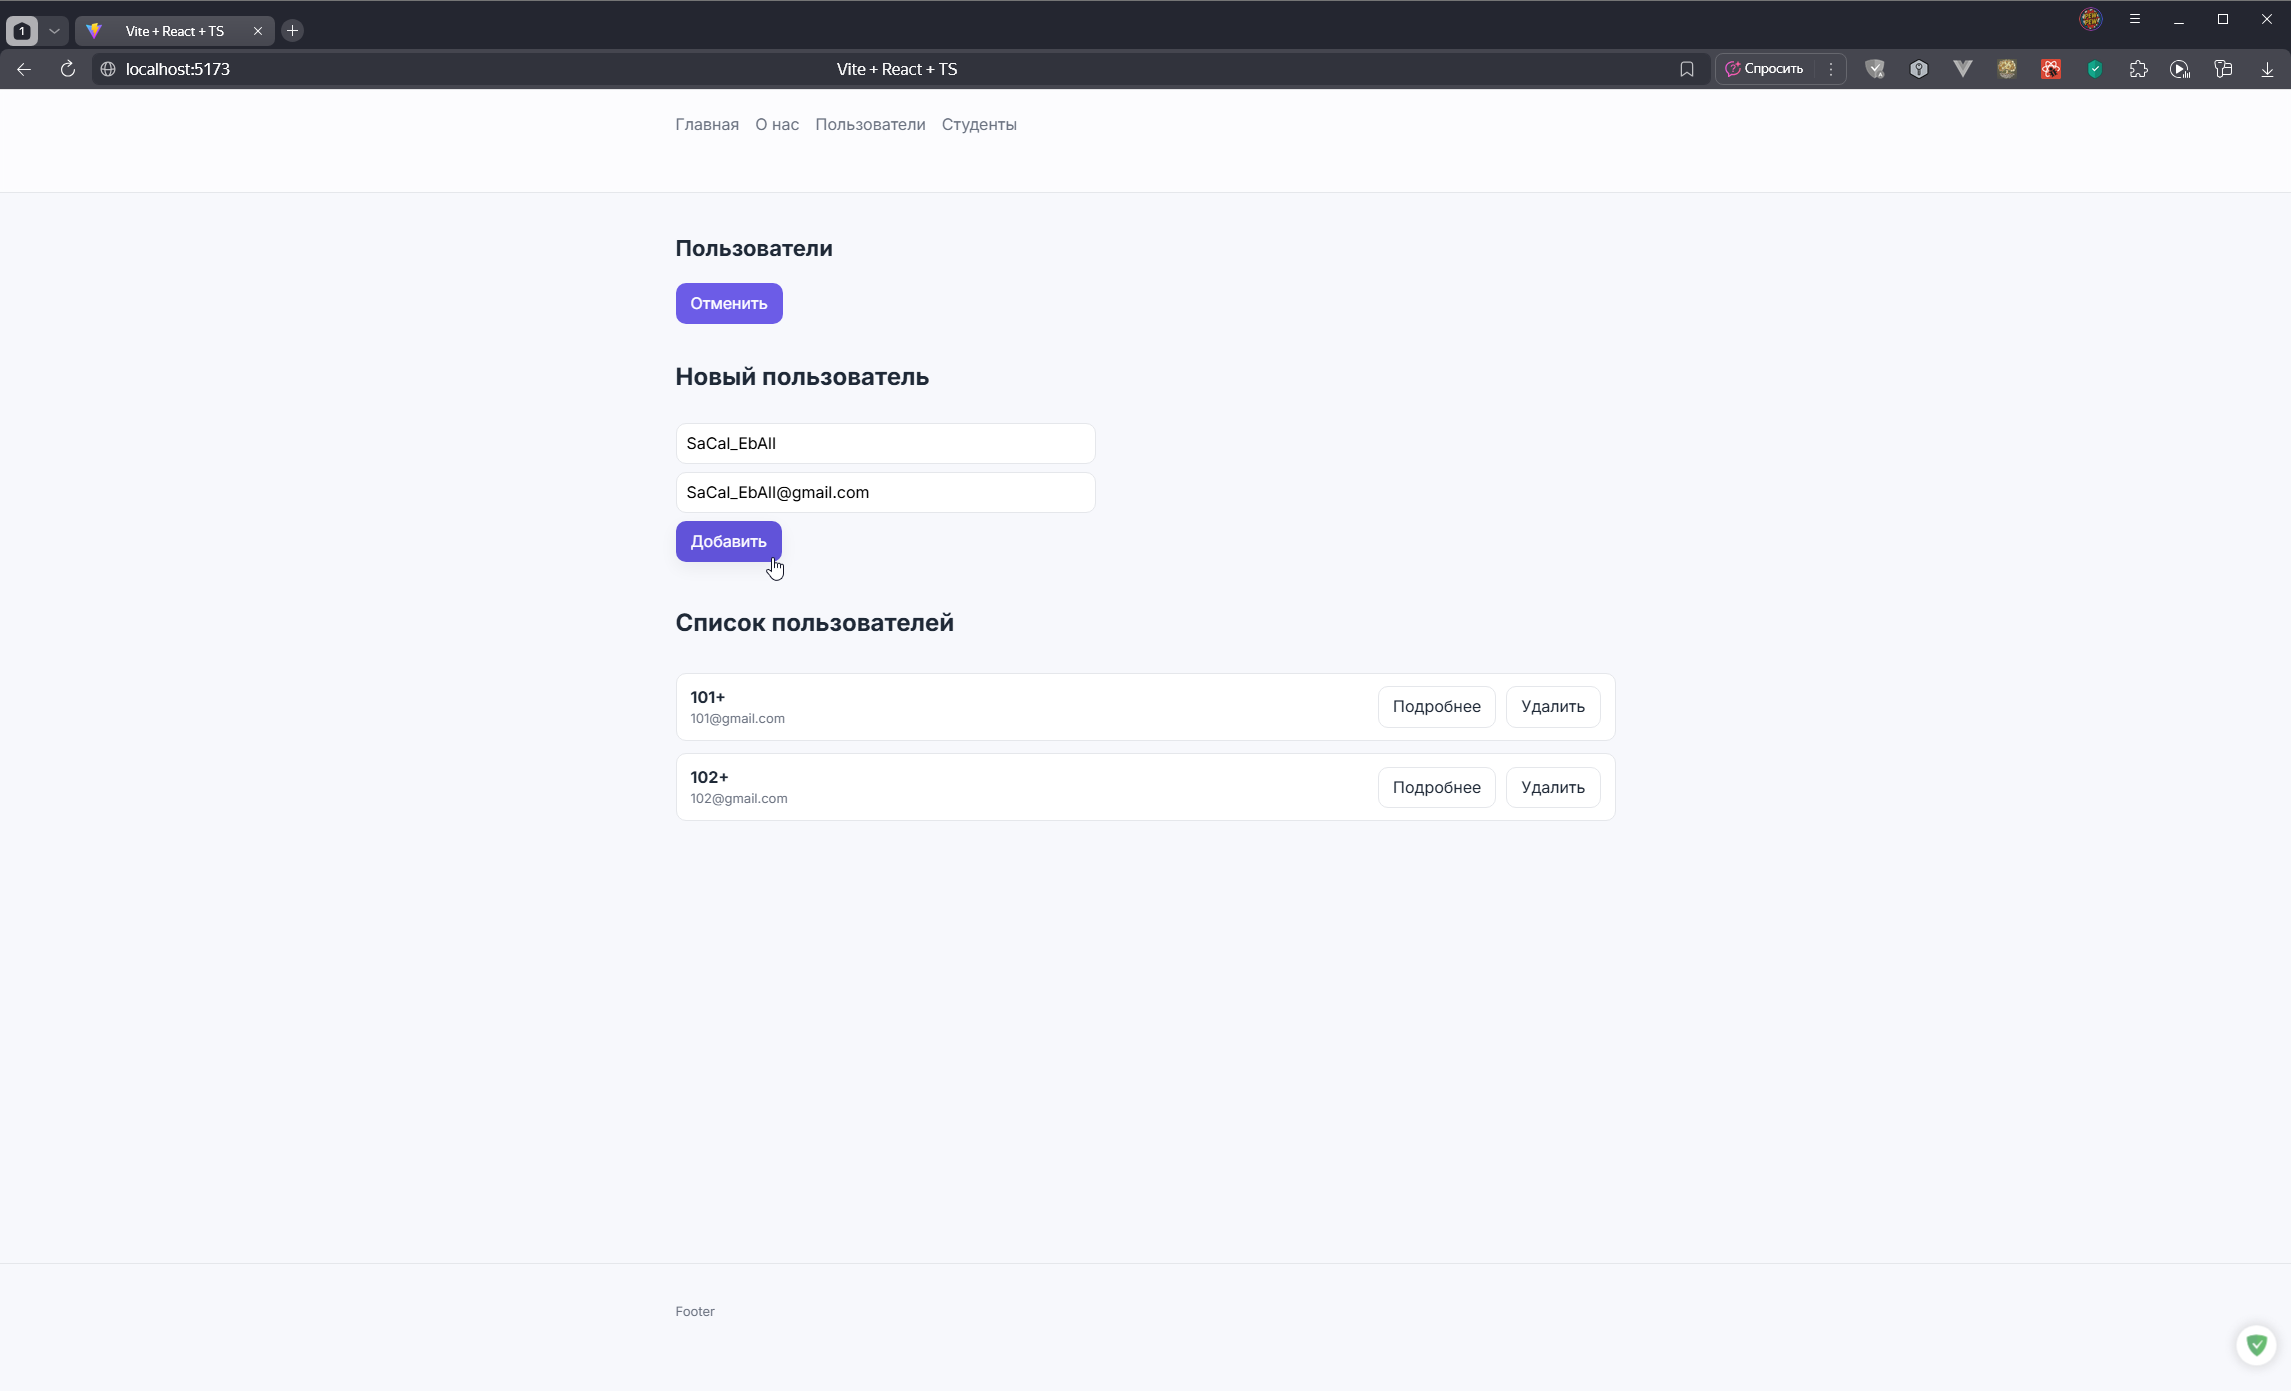 1
Vite + React + TS
localhost:5173
Vite + React + TS
Спросить
Главная О нас Пользователи Студенты
Пользователи
Отменить
Новый пользователь
SaCal_EbAll
SaCal_EbAll@gmail.com
Добавить
Список пользователей
101+
101@gmail.com
Подробнее Удалить
102+
102@gmail.com
Подробнее Удалить
Footer